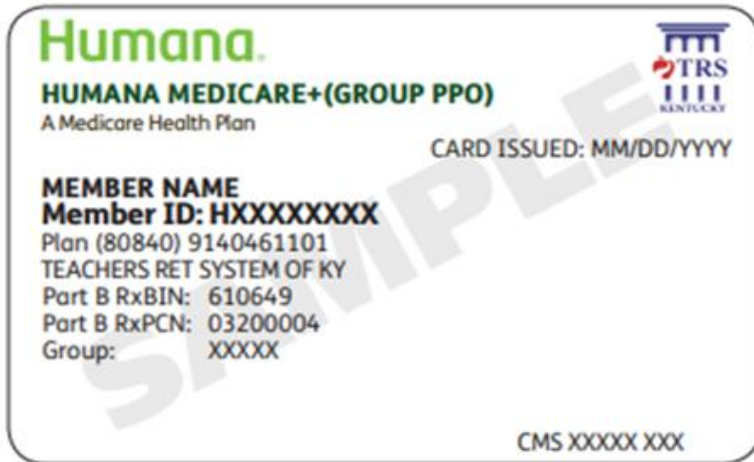 Humana.
TRS
KENTUCKY
HUMANA MEDICARE+(GROUP PPO)
A Medicare Health Plan
CARD ISSUED: MM/DD/YYYY
MEMBER NAME
Member ID: HXXXXXXXX
Plan (80840) 9140461101
TEACHERS RET SYSTEM OF KY
Part B RxBIN: 610649
Part B RxPCN: 03200004
Group: XXXXX
CMS XXXXX XXX
SAMPLE